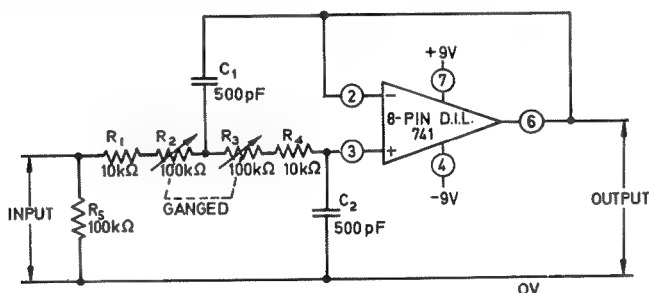 C1
500pF
+9V
7
2
−
8-PIN D.I.L.
741
6
3
+
4
-9V
R1
10kΩ
R2
100kΩ
R3
100kΩ
R4
10kΩ
GANGED
INPUT
R5
100kΩ
C2
500pF
OUTPUT
0V